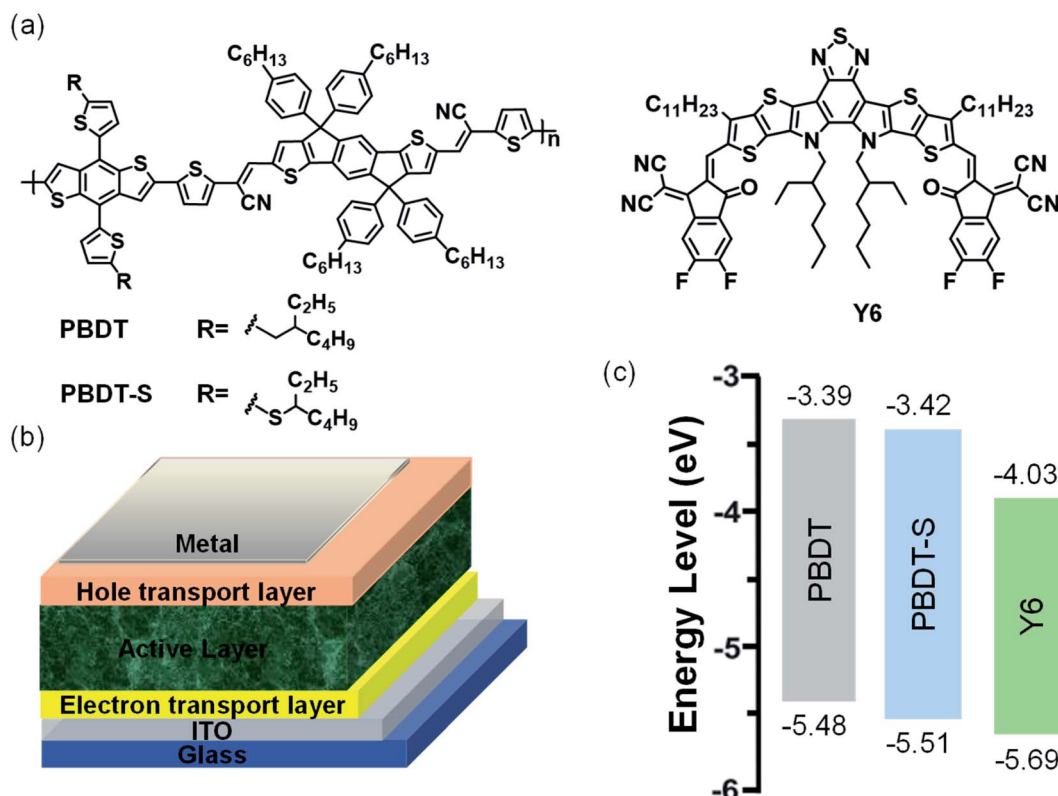 (a)
R
S
S
S
S
S
CN
C6H13
C6H13
S
S
NC
S
n
C6H13
C6H13
R
PBDT R= C2H5 C4H9
PBDT-S R= S C2H5 C4H9
S
N N
C11H23 S S C11H23
S N N S
NC O O CN
NC CN
F F F F
Y6
(b)
Metal
Hole transport layer
Active Layer
Electron transport layer
ITO
Glass
(c)
Energy Level (eV)
-3
-4
-5
-6
-3.39
PBDT
-5.48
-3.42
PBDT-S
-5.51
-4.03
Y6
-5.69